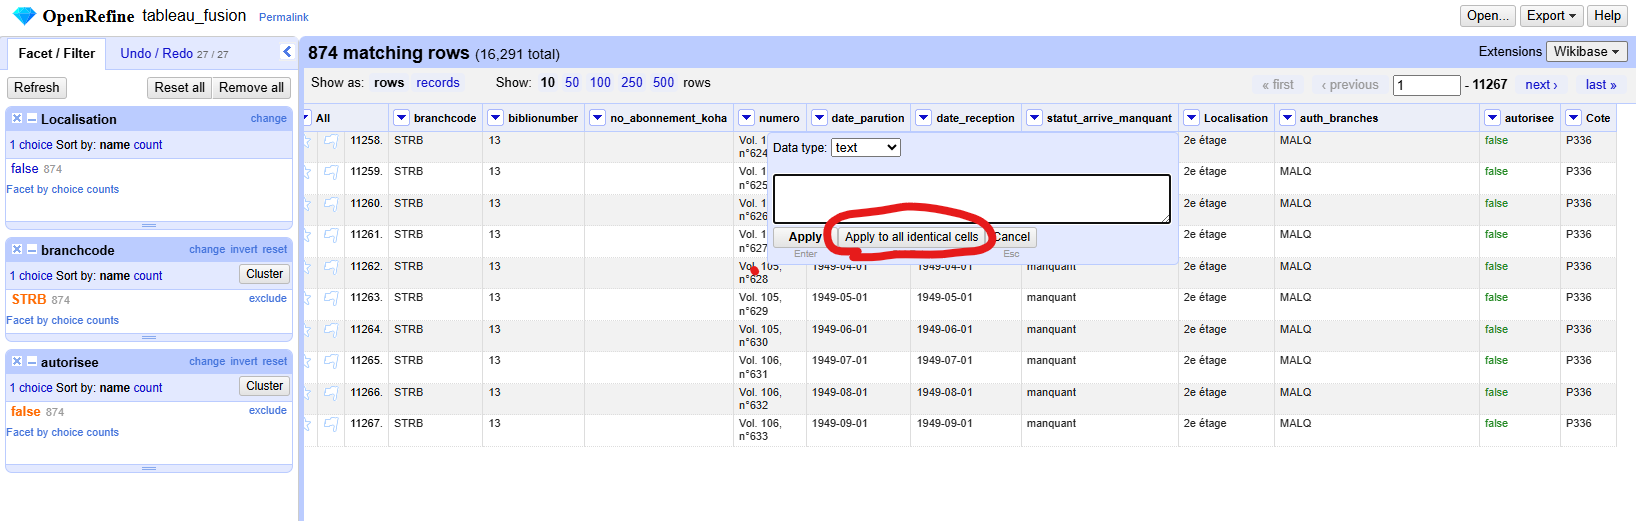 OpenRefine tableau_fusion Permalink Open... Export Help
Facet / Filter Undo / Redo 27 / 27
874 matching rows (16,291 total) Extensions Wikibase
Refresh Reset all Remove all
Show as: rows records Show: 10 50 100 250 500 rows « first ‹ previous 1 - 11267 next › last »
Localisation change
1 choice Sort by: name count
false 874
Facet by choice counts
branchcode change invert reset
1 choice Sort by: name count Cluster
STRB 874 exclude
Facet by choice counts
autorisee change invert reset
1 choice Sort by: name count Cluster
false 874 exclude
Facet by choice counts
All branchcode biblionumber no_abonnement_koha numero date_parution date_reception statut_arrive_manquant Localisation auth_branches autorisee Cote
11258. STRB 13 Vol. 1 2e étage MALQ false P336
n°624
11259. STRB 13 Vol. 1 2e étage MALQ false P336
n°625
11260. STRB 13 Vol. 1 2e étage MALQ false P336
n°626
11261. STRB 13 Vol. 1 2e étage MALQ false P336
n°627
11262. STRB 13 Vol. 105, 1949-04-01 1949-04-01 manquant 2e étage MALQ false P336
n°628
11263. STRB 13 Vol. 105, 1949-05-01 1949-05-01 manquant 2e étage MALQ false P336
n°629
11264. STRB 13 Vol. 105, 1949-06-01 1949-06-01 manquant 2e étage MALQ false P336
n°630
11265. STRB 13 Vol. 106, 1949-07-01 1949-07-01 manquant 2e étage MALQ false P336
n°631
11266. STRB 13 Vol. 106, 1949-08-01 1949-08-01 manquant 2e étage MALQ false P336
n°632
11267. STRB 13 Vol. 106, 1949-09-01 1949-09-01 manquant 2e étage MALQ false P336
n°633
Data type: text
Apply Apply to all identical cells Cancel
Enter Esc